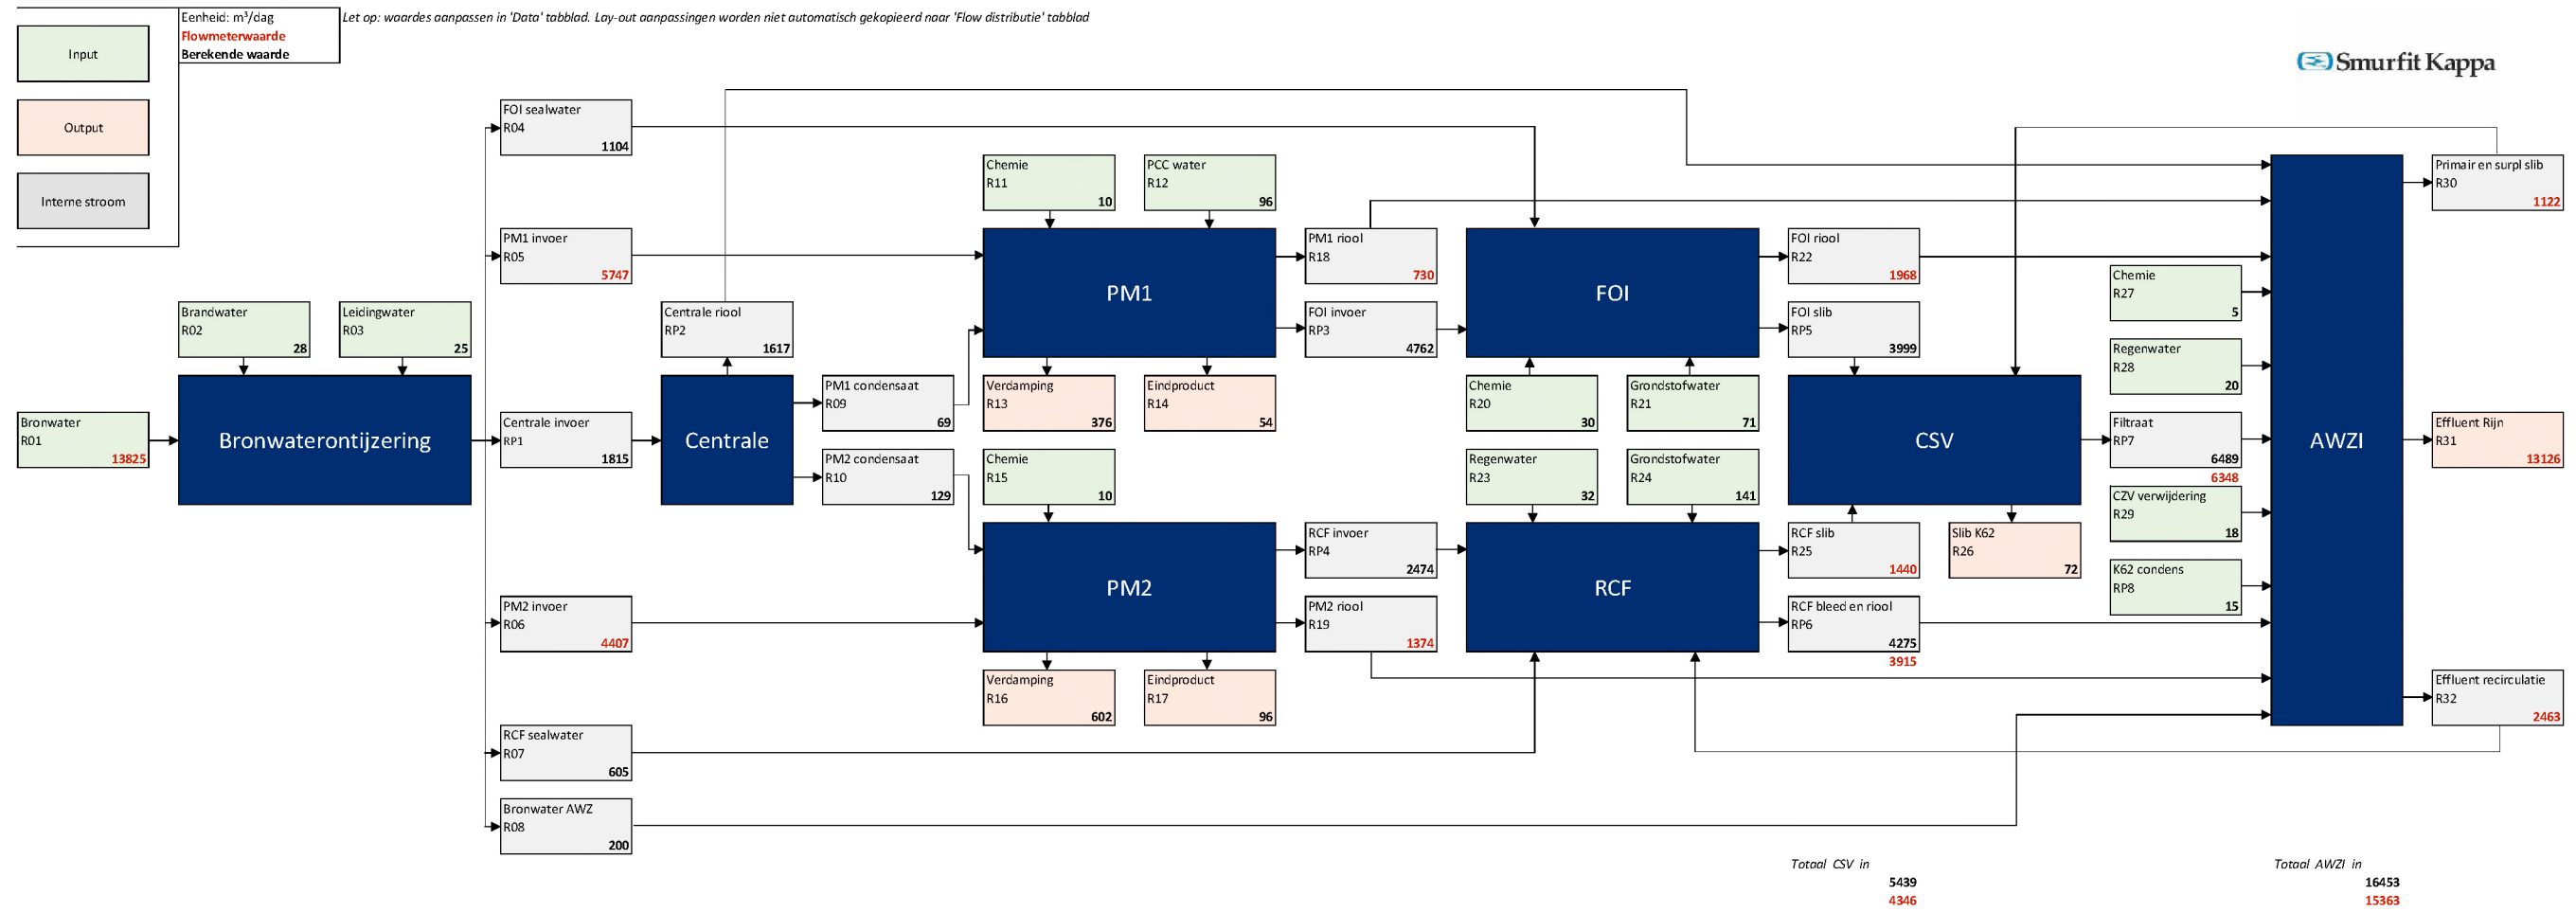 Eenheid: m³/dag
Flowmeterwaarde
Berekende waarde
Let op: waardes aanpassen in 'Data' tabblad. Lay-out aanpassingen worden niet automatisch gekopieerd naar 'Flow distributie' tabblad
Input
Output
Interne stroom
Smurfit Kappa
Bronwater
R01
13825
Brandwater
R02
28
Leidingwater
R03
25
Bronwaterontijzering
FOI sealwater
R04
1104
PM1 invoer
R05
5747
Centrale invoer
RP1
1815
PM2 invoer
R06
4407
RCF sealwater
R07
605
Bronwater AWZ
R08
200
Centrale riool
RP2
1617
Centrale
PM1 condensaat
R09
69
PM2 condensaat
R10
129
Chemie
R11
10
PCC water
R12
96
PM1
Verdamping
R13
376
Eindproduct
R14
54
Chemie
R15
10
PM2
Verdamping
R16
602
Eindproduct
R17
96
PM1 riool
R18
730
FOI invoer
RP3
4762
RCF invoer
RP4
2474
PM2 riool
R19
1374
FOI
Chemie
R20
30
Grondstofwater
R21
71
Regenwater
R23
32
Grondstofwater
R24
141
RCF
FOI riool
R22
1968
FOI slib
RP5
3999
CSV
RCF slib
R25
1440
Slib K62
R26
72
RCF bleed en riool
RP6
4275
3915
Chemie
R27
5
Regenwater
R28
20
Filtraat
RP7
6489
6348
CZV verwijdering
R29
18
K62 condens
RP8
15
AWZI
Primair en surpl slib
R30
1122
Effluent Rijn
R31
13126
Effluent recirculatie
R32
2463
Totaal CSV in
5439
4346
Totaal AWZI in
16453
15363